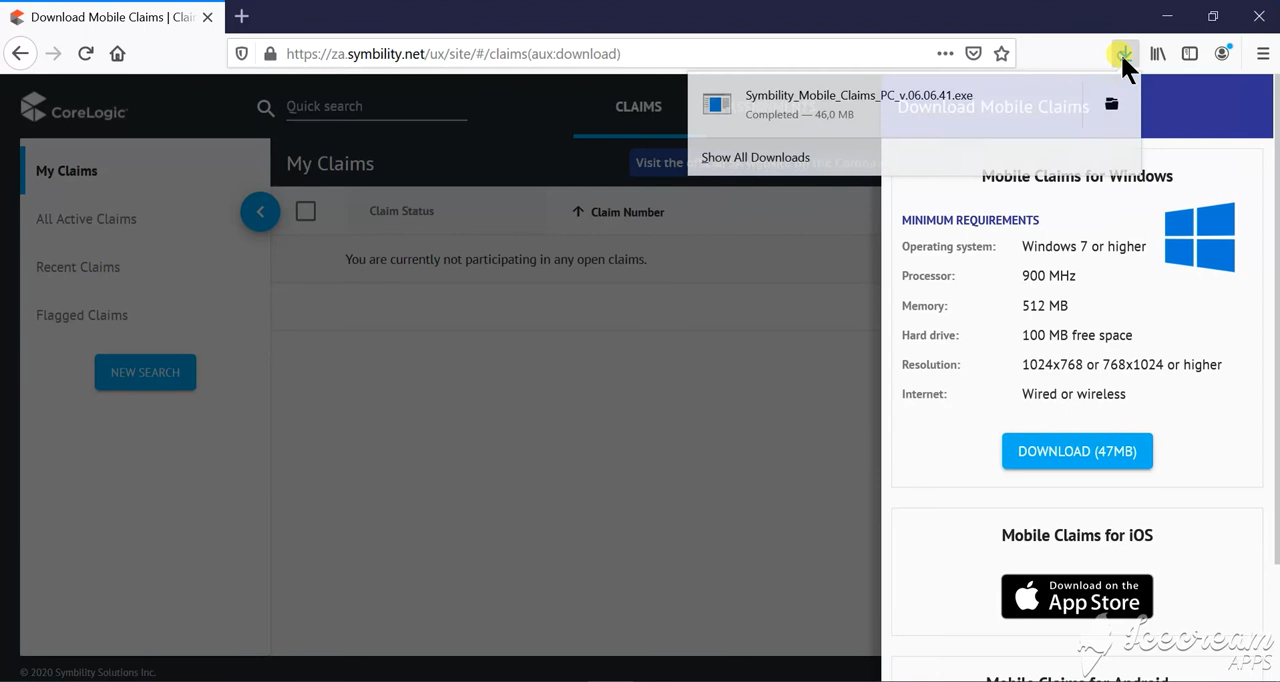 Download Mobile Claims | Clai
https://za.symbility.net/ux/site/#/claims(aux:download)
Symbility_Mobile_Claims_PC_v.06.06.41.exe
Completed — 46,0 MB
Show All Downloads
CoreLogic
Quick search
CLAIMS
Download Mobile Claims
My Claims
All Active Claims
Recent Claims
Flagged Claims
NEW SEARCH
My Claims
Visit the
Claim Status
Claim Number
You are currently not participating in any open claims.
Mobile Claims for Windows
MINIMUM REQUIREMENTS
Operating system: Windows 7 or higher
Processor: 900 MHz
Memory: 512 MB
Hard drive: 100 MB free space
Resolution: 1024x768 or 768x1024 or higher
Internet: Wired or wireless
DOWNLOAD (47MB)
Mobile Claims for iOS
Download on the
App Store
Mobile Claims for Android
© 2020 Symbility Solutions Inc.
Icecream
APPS